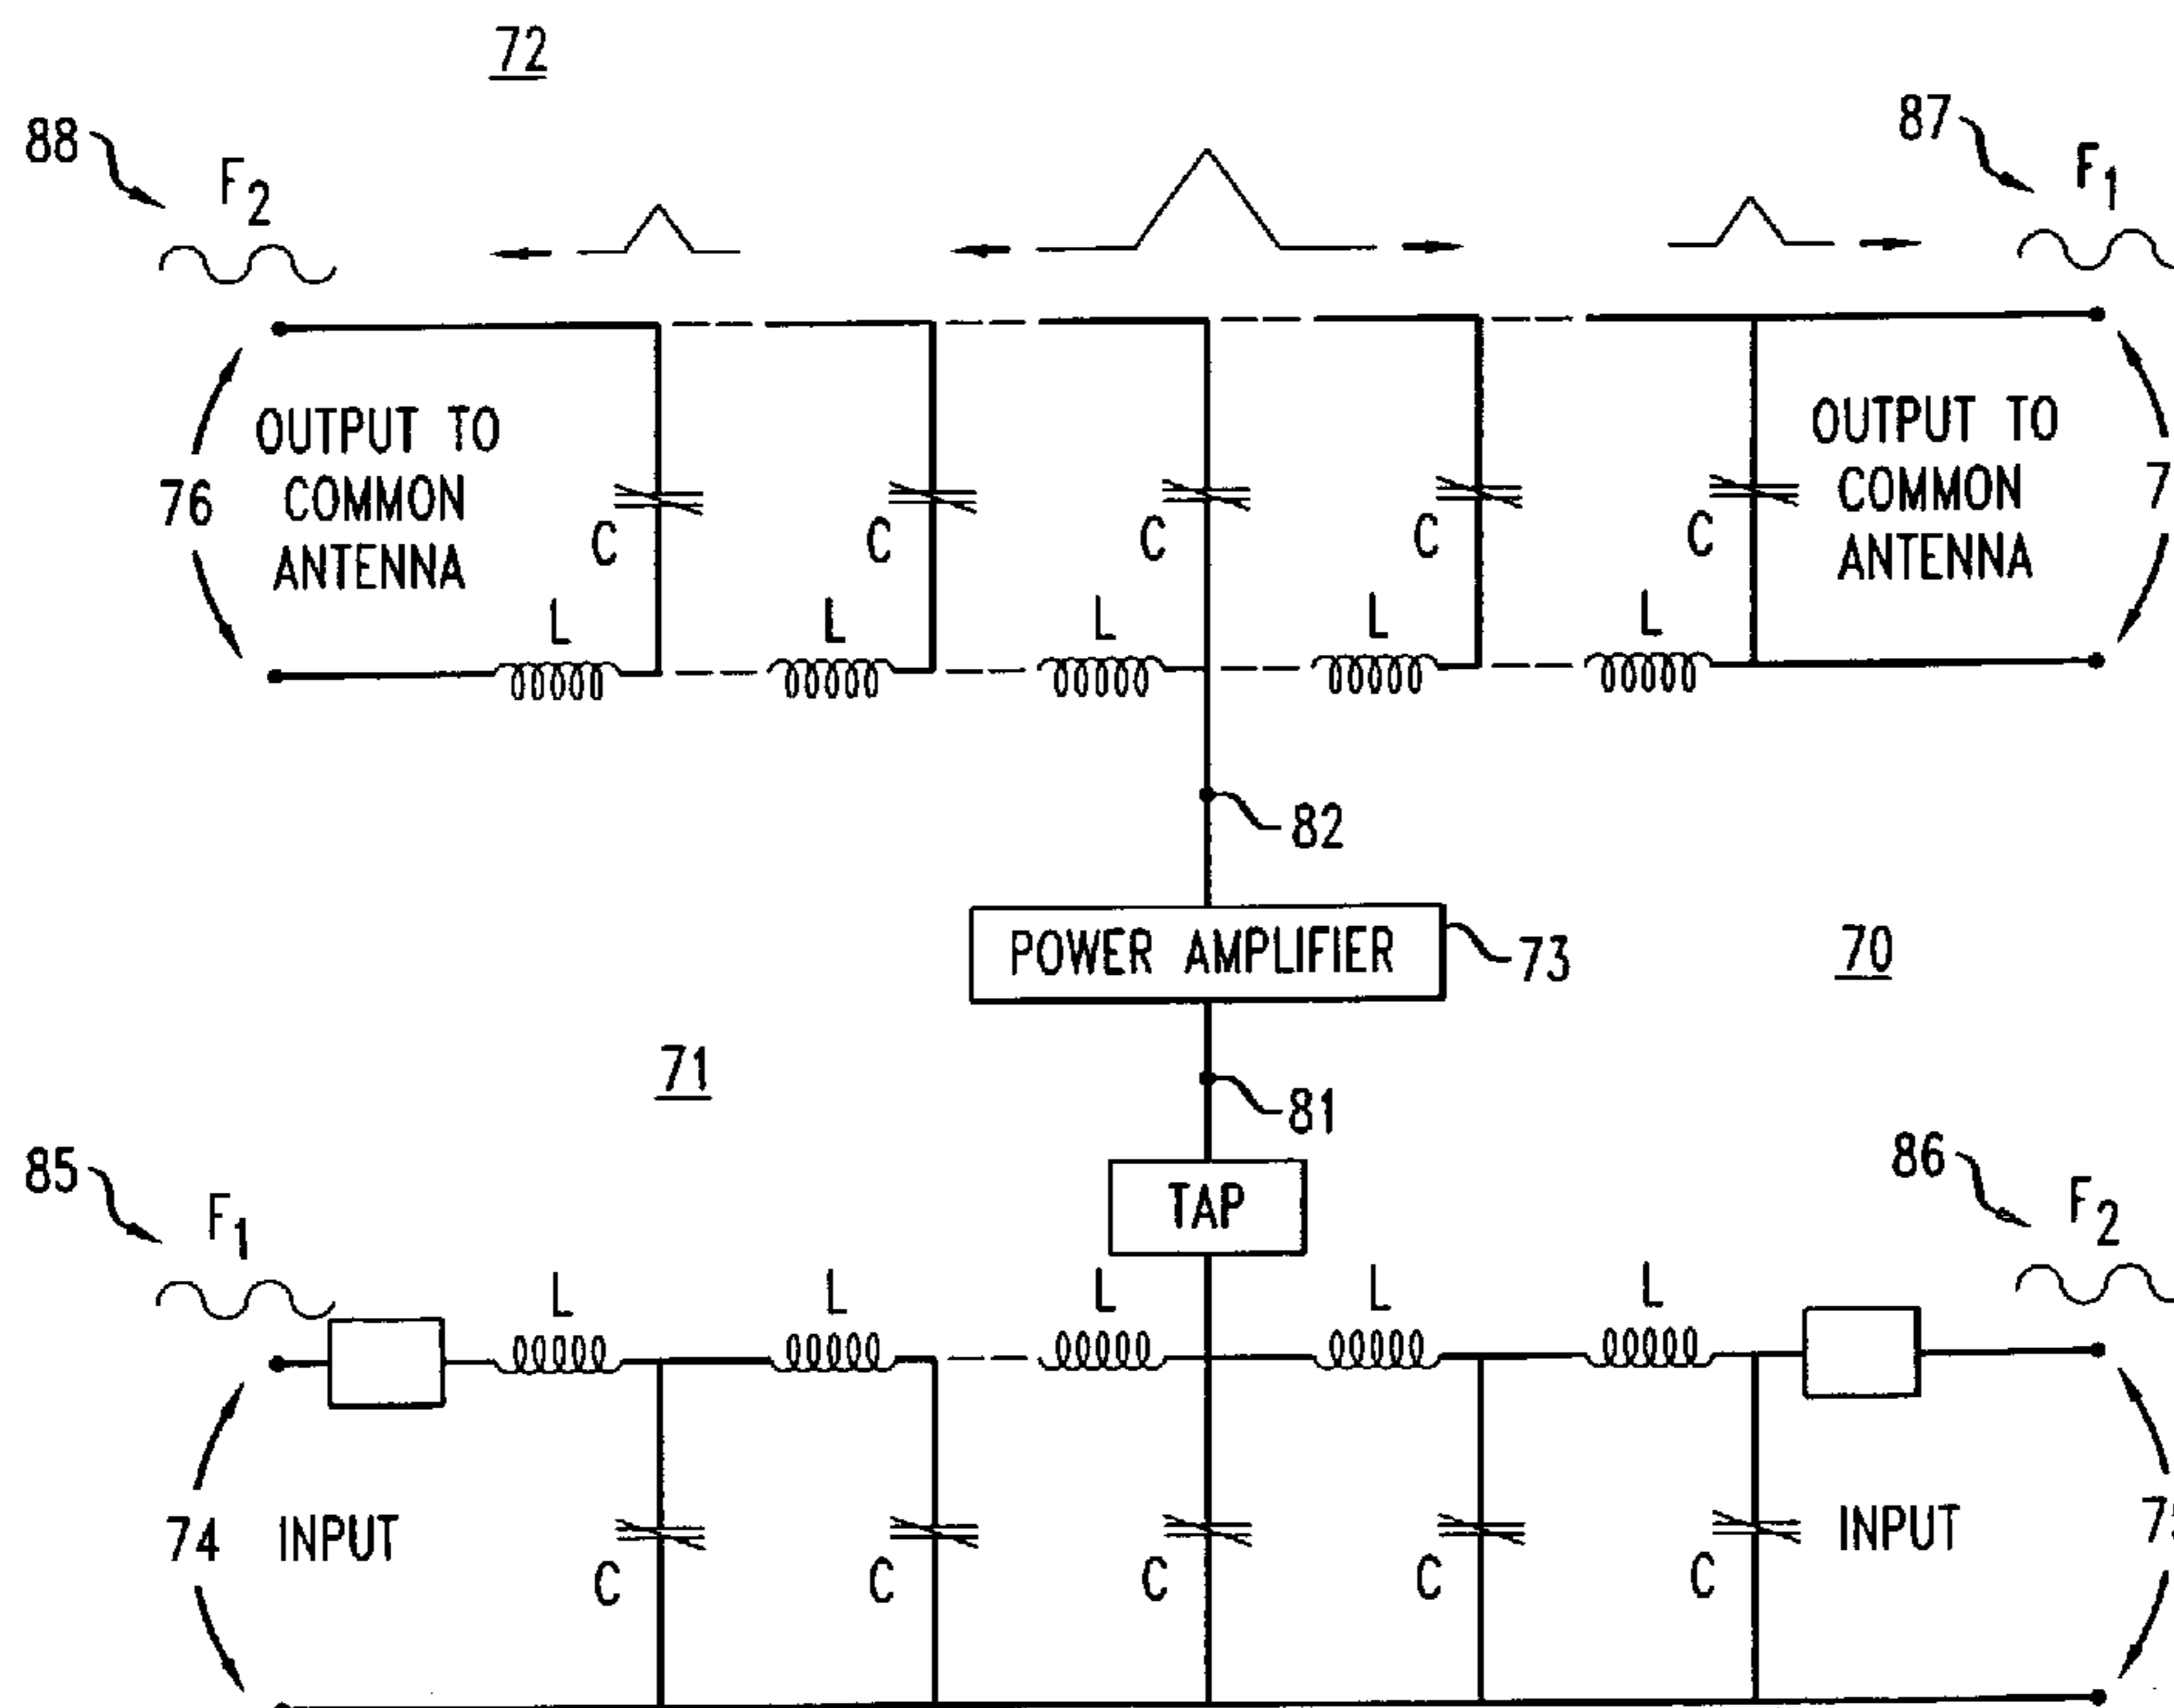 72
88
F2
87
F1
OUTPUT TO
COMMON
ANTENNA
76
OUTPUT TO
COMMON
ANTENNA
C
C
C
C
C
L
L
L
L
L
82
POWER AMPLIFIER
73
70
71
81
TAP
85
F1
86
F2
L
L
L
L
L
74
INPUT
INPUT
C
C
C
C
C